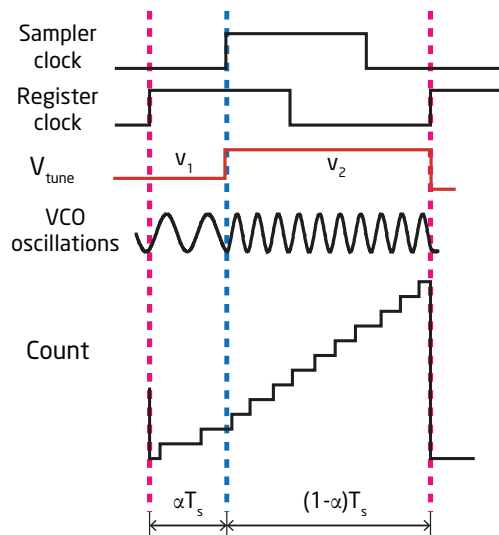 Sampler
clock
Register
clock
V_tune
v_1
v_2
VCO
oscillations
Count
αT_s
(1-α)T_s